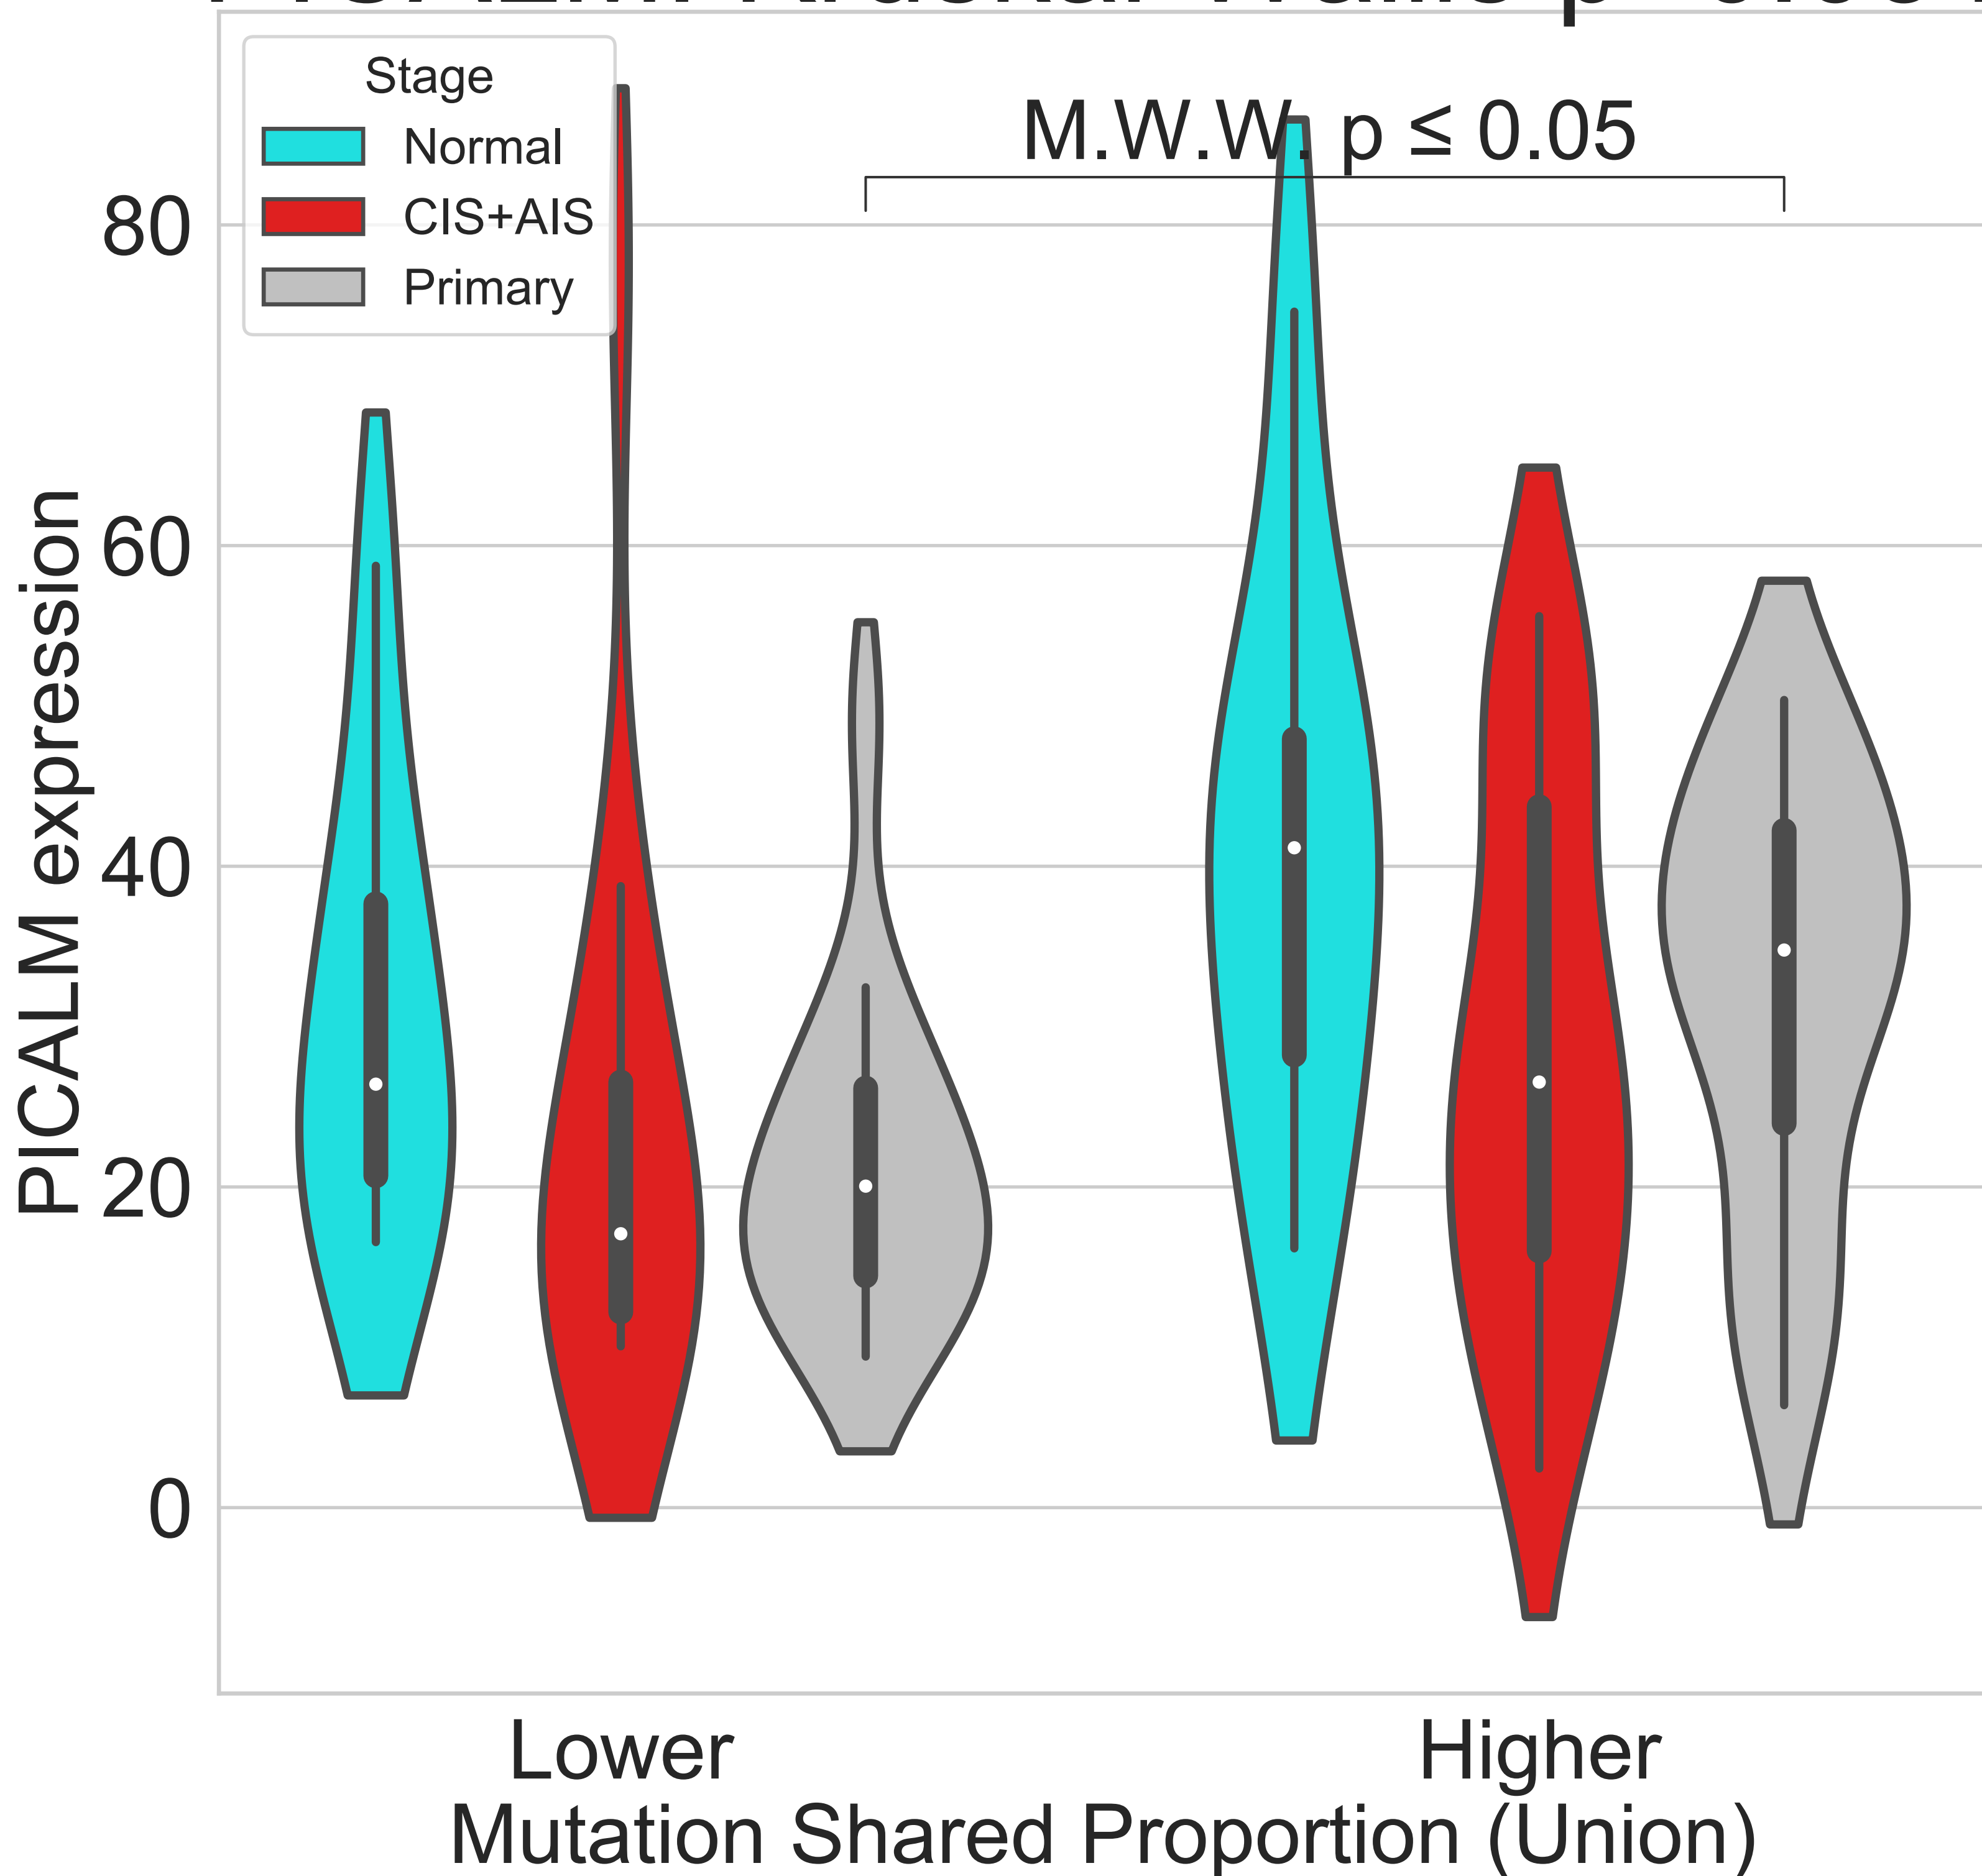 Stage
Normal
CIS+AIS
Primary
M.W.W. p ≤ 0.05
80
60
40
20
0
PICALM expression
Lower
Higher
Mutation Shared Proportion (Union)